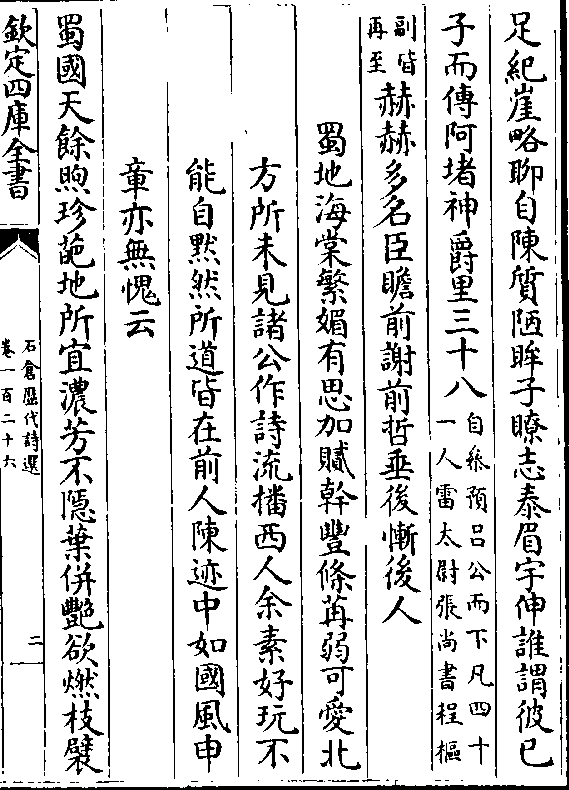 足紀崖略聊自陳質陋眸子瞭志泰眉宇伸誰謂彼已
子而傳阿堵神爵里三十八自叅預吕公而下凡四十
一人雷太尉張尚書程樞
副皆
再至赫赫多名臣瞻前謝前哲垂後慚後人
蜀地海棠繁媚有思加膩幹豐條苒弱可愛北
方所未見諸公作詩流播西人余素好玩不
能自黙然所道皆在前人陳迹中如國風申
章亦無愧云
蜀國天餘煦珍葩地所宜濃芳不隱葉併艷欲燃枝襞
欽定四庫全書
石倉歷代詩選
卷一百二十六
二